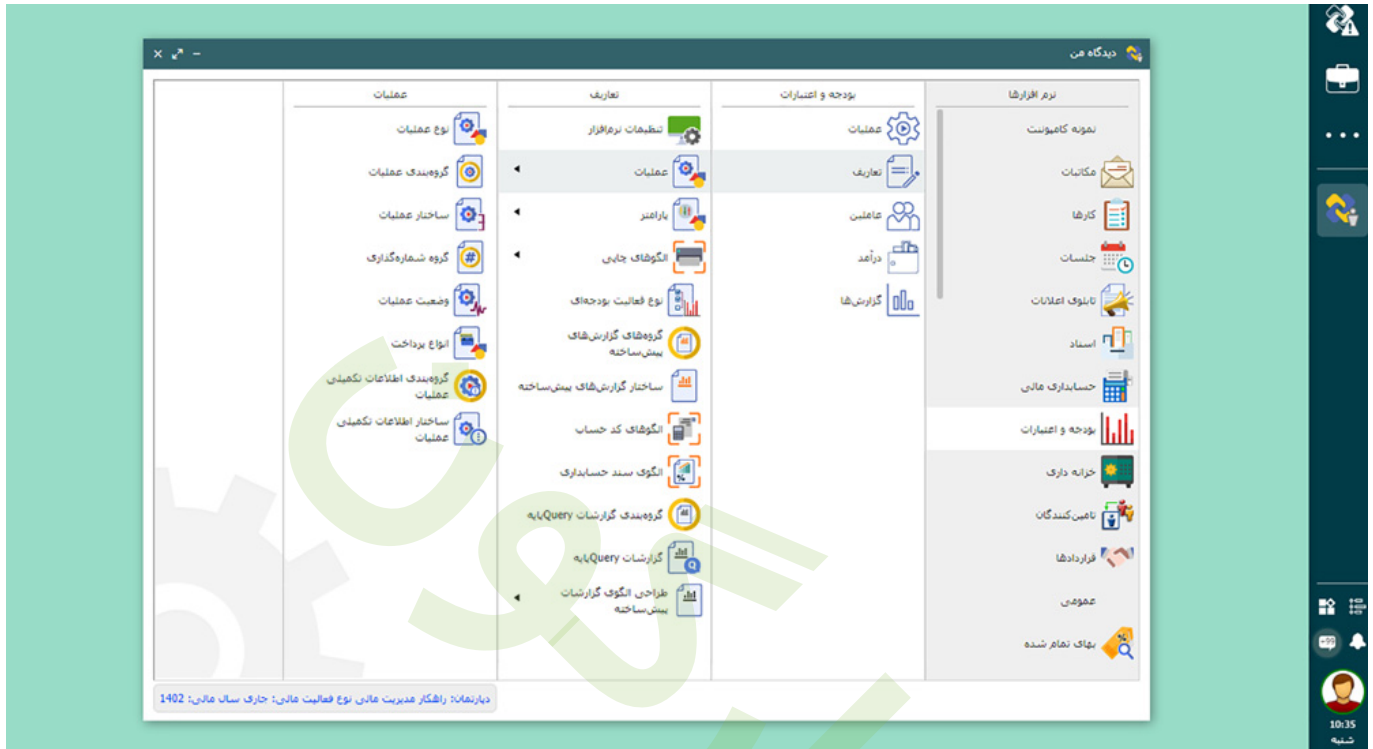 دیدگاه من
نرم افزارها
نمونه کامپوننت
مکاتبات
کارها
جلسات
تابلوی اعلانات
اسناد
حسابداری مالی
بودجه و اعتبارات
خزانه داری
تامین‌کنندگان
قراردادها
عمومی
بهای تمام شده
بودجه و اعتبارات
عملیات
تعاریف
عاملین
درآمد
گزارش‌ها
تعاریف
تنظیمات نرم‌افزار
عملیات
پارامتر
الگوهای چاپی
نوع فعالیت بودجه‌ای
گروه‌های گزارش‌های
پیش‌ساخته
ساختار گزارش‌های پیش‌ساخته
الگوهای کد حساب
الگوی سند حسابداری
گروه‌بندی گزارشات Queryپایه
گزارشات Queryپایه
طراحی الگوی گزارشات
پیش‌ساخته
عملیات
نوع عملیات
گروه‌بندی عملیات
ساختار عملیات
گروه شماره‌گذاری
وضعیت عملیات
انواع پرداخت
گروه‌بندی اطلاعات تکمیلی
عملیات
ساختار اطلاعات تکمیلی
عملیات
دپارتمان: راهکار مدیریت مالی نوع فعالیت مالی: جاری سال مالی: 1402
10:35
شنبه